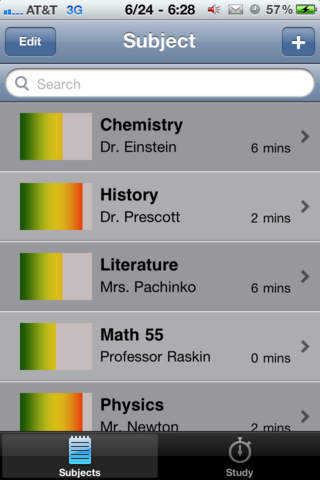 AT&T 3G 6/24 - 6:28 57%
Edit Subject +
Search
Chemistry
Dr. Einstein 6 mins
History
Dr. Prescott 2 mins
Literature
Mrs. Pachinko 6 mins
Math 55
Professor Raskin 0 mins
Physics
Mr. Newton 2 mins
Subjects Study